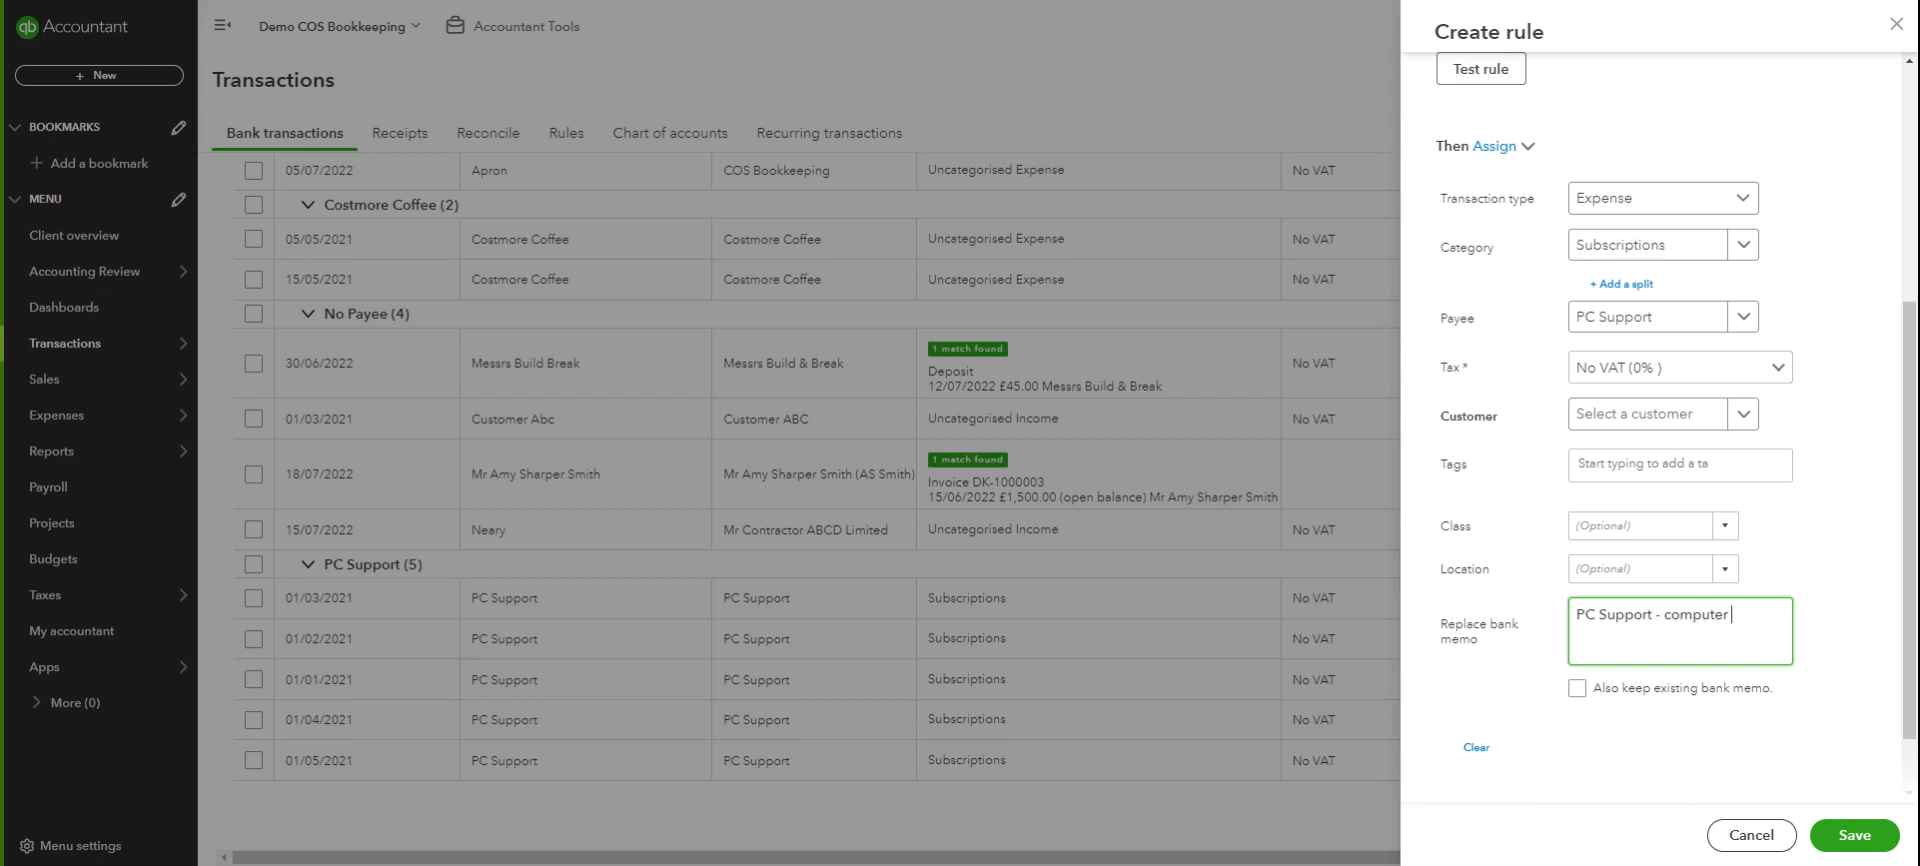 qb Accountant
+ New
BOOKMARKS
+ Add a bookmark
MENU
Client overview
Accounting Review
Dashboards
Transactions
Sales
Expenses
Reports
Payroll
Projects
Budgets
Taxes
My accountant
Apps
More (0)
Menu settings
Demo COS Bookkeeping
Accountant Tools
Transactions
Bank transactions Receipts Reconcile Rules Chart of accounts Recurring transactions
05/07/2022 Apron COS Bookkeeping Uncategorised Expense No VAT
Costmore Coffee (2)
05/05/2021 Costmore Coffee Costmore Coffee Uncategorised Expense No VAT
15/05/2021 Costmore Coffee Costmore Coffee Uncategorised Expense No VAT
No Payee (4)
1 match found
30/06/2022 Messrs Build Break Messrs Build & Break Deposit No VAT
12/07/2022 £45.00 Messrs Build & Break
01/03/2021 Customer Abc Customer ABC Uncategorised Income No VAT
1 match found
18/07/2022 Mr Amy Sharper Smith Mr Amy Sharper Smith (AS Smith) Invoice DK-1000003
15/06/2022 £1,500.00 (open balance) Mr Amy Sharper Smith
15/07/2022 Neary Mr Contractor ABCD Limited Uncategorised Income No VAT
PC Support (5)
01/03/2021 PC Support PC Support Subscriptions No VAT
01/02/2021 PC Support PC Support Subscriptions No VAT
01/01/2021 PC Support PC Support Subscriptions No VAT
01/04/2021 PC Support PC Support Subscriptions No VAT
01/05/2021 PC Support PC Support Subscriptions No VAT
Create rule
Test rule
Then Assign
Transaction type Expense
Category Subscriptions
+ Add a split
Payee PC Support
Tax * No VAT (0% )
Customer Select a customer
Tags Start typing to add a ta
Class (Optional)
Location (Optional)
Replace bank memo PC Support - computer
Also keep existing bank memo.
Clear
Cancel Save